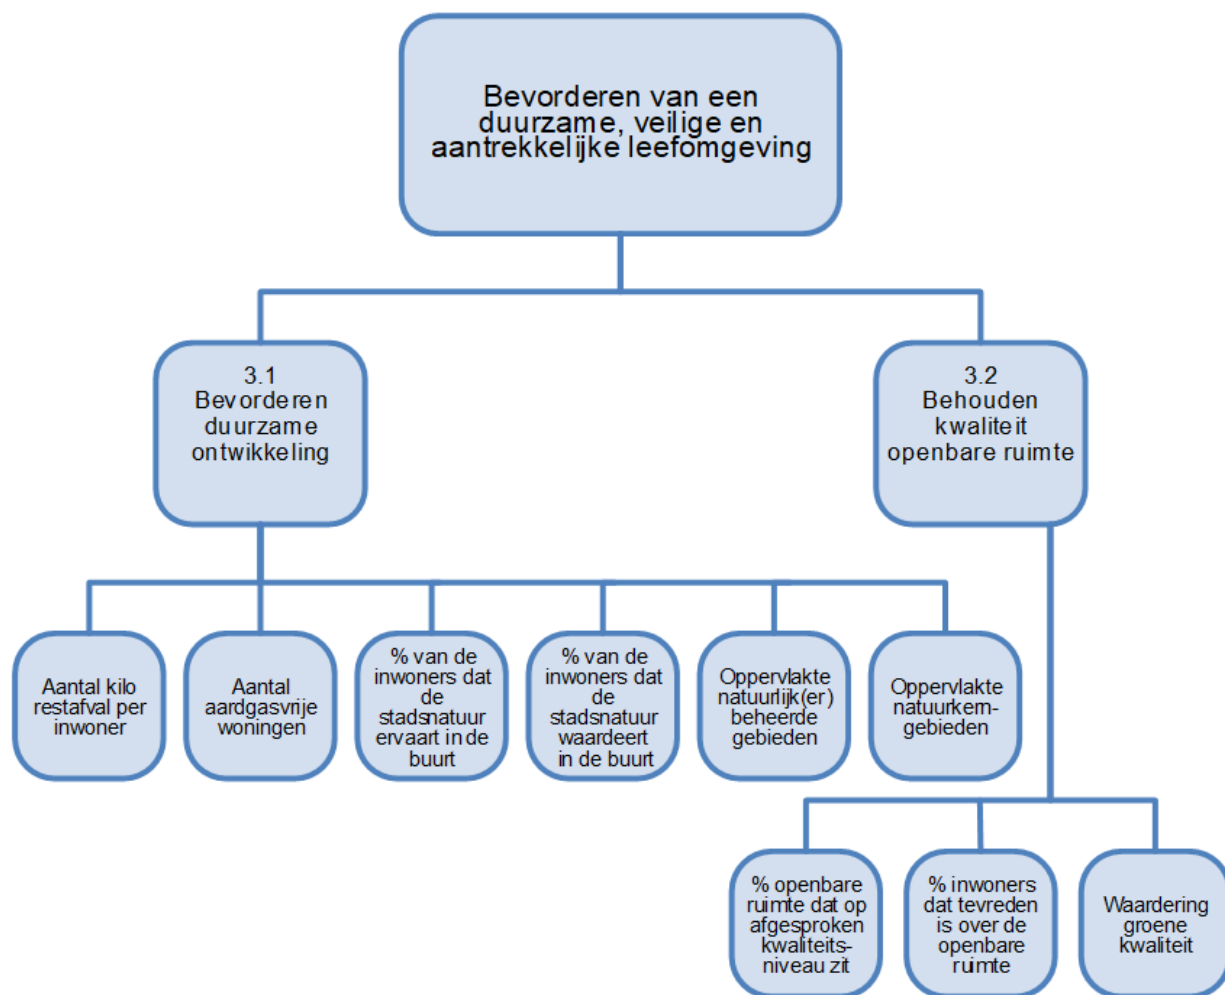 Bevorderen van een
duurzame, veilige en
aantrekkelijke leefomgeving
3.1
Bevorderen
duurzame
ontwikkeling
3.2
Behouden
kwaliteit
openbare ruimte
Aantal kilo
restafval per
inwoner
Aantal
aardgasvrije
woningen
% van de
inwoners dat
de
stadsnatuur
ervaart in de
buurt
% van de
inwoners dat
de
stadsnatuur
waardeert
in de buurt
Oppervlakte
natuurlijk(er)
beheerde
gebieden
Oppervlakte
natuurkern-
gebieden
% openbare
ruimte dat op
afgesproken
kwaliteits-
niveau zit
% inwoners
dat tevreden
is over de
openbare
ruimte
Waardering
groene
kwaliteit